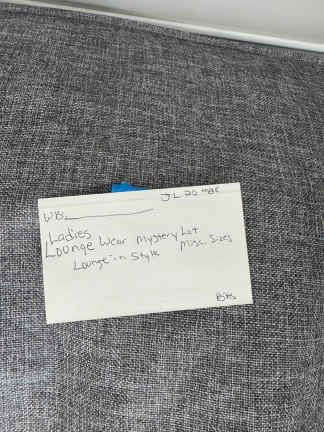 WB:
Ladies
Lounge Wear Mystery Lot
Misc. Sizes
Lounge in Style